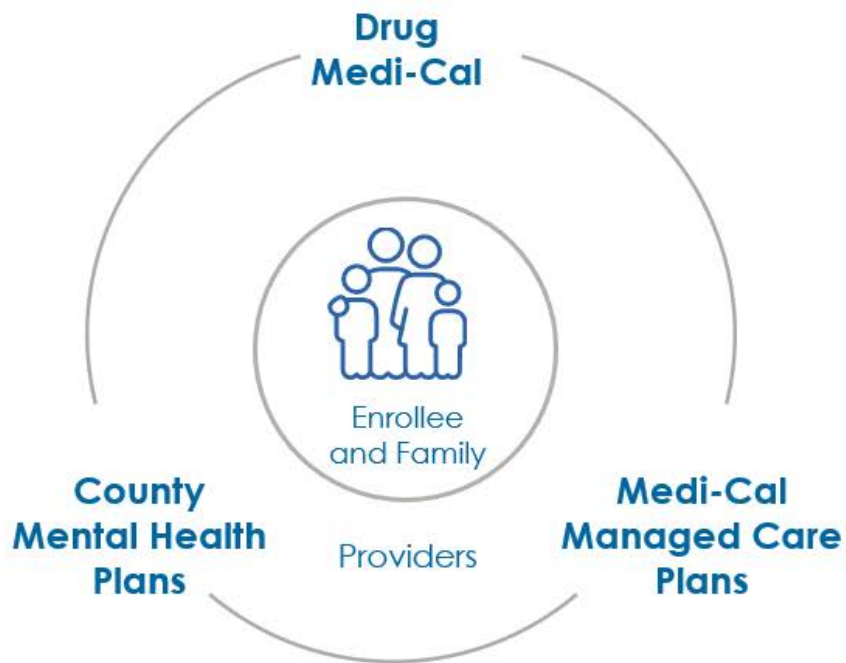 Drug
Medi-Cal
Enrollee
and Family
County
Mental Health
Plans
Providers
Medi-Cal
Managed Care
Plans